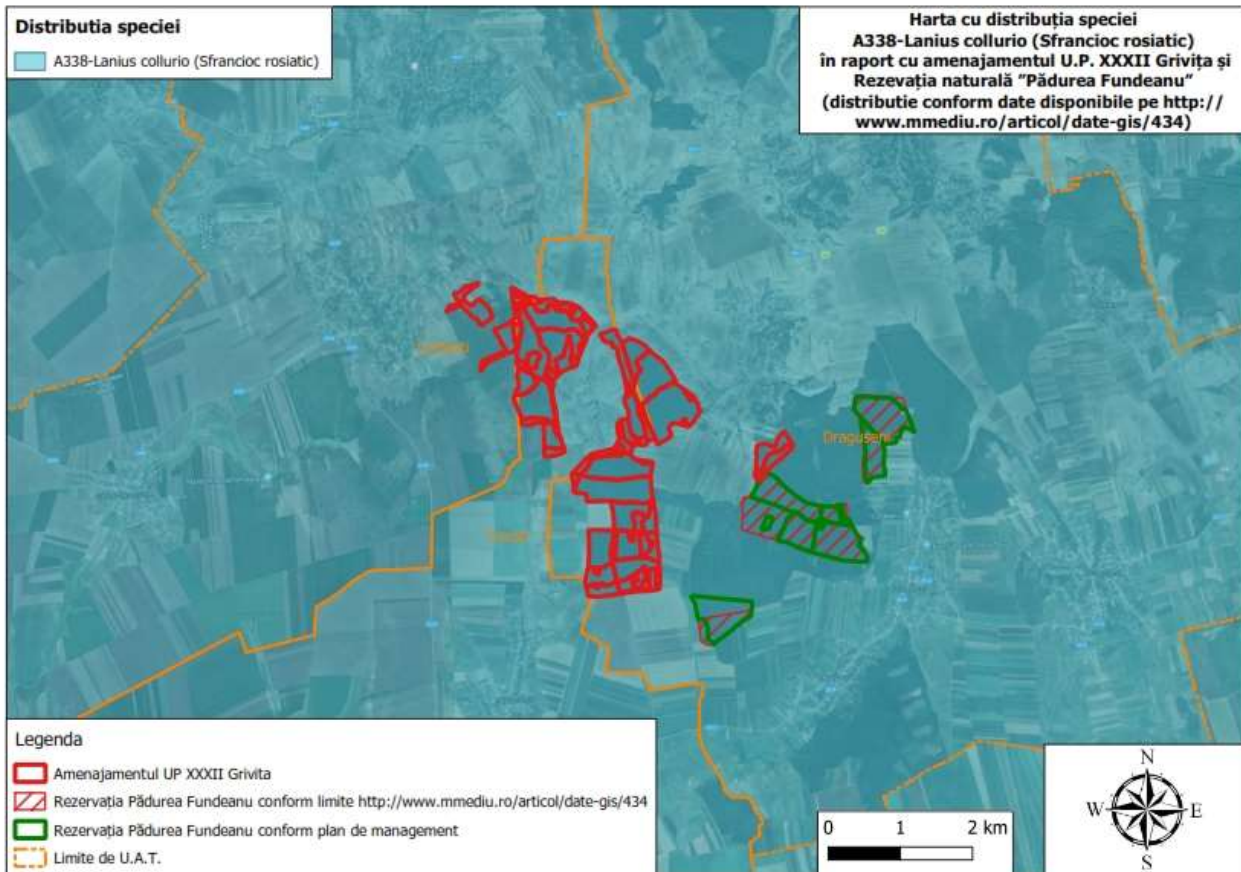 Distributia speciei
A338-Lanius collurio (Sfrancioc rosiatic)
Harta cu distribuția speciei
A338-Lanius collurio (Sfrancioc rosiatic)
în raport cu amenajamentul U.P. XXXII Grivița și
Rezevația naturală "Pădurea Fundeanu"
(distributie conform date disponibile pe http://
www.mmediu.ro/articol/date-gis/434)
Draguseni
Legenda
Amenajamentul UP XXXII Grivita
Rezervația Pădurea Fundeanu conform limite http://www.mmediu.ro/articol/date-gis/434
Rezervația Pădurea Fundeanu conform plan de management
Limite de U.A.T.
0 1 2 km
N
W E
S